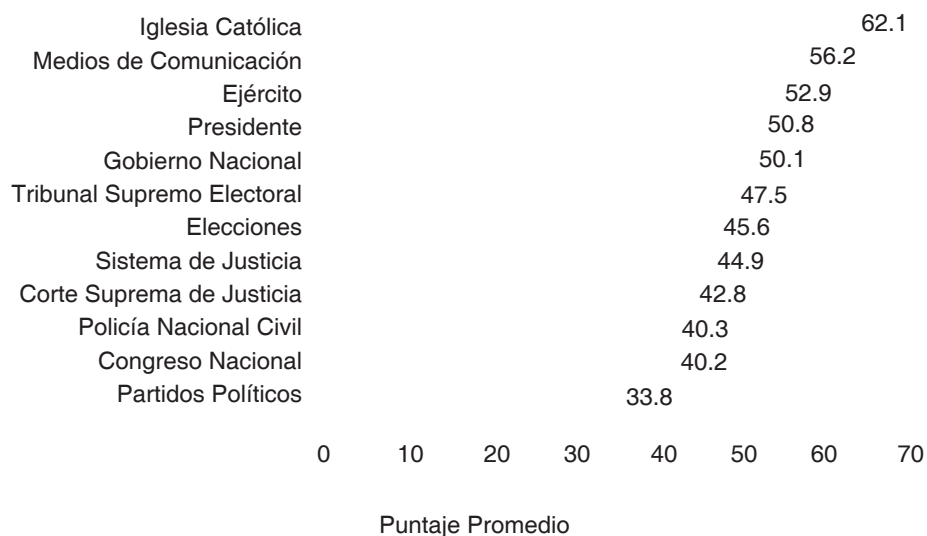 Iglesia Católica 62.1
Medios de Comunicación 56.2
Ejército 52.9
Presidente 50.8
Gobierno Nacional 50.1
Tribunal Supremo Electoral 47.5
Elecciones 45.6
Sistema de Justicia 44.9
Corte Suprema de Justicia 42.8
Policía Nacional Civil 40.3
Congreso Nacional 40.2
Partidos Políticos 33.8
0 10 20 30 40 50 60 70
Puntaje Promedio